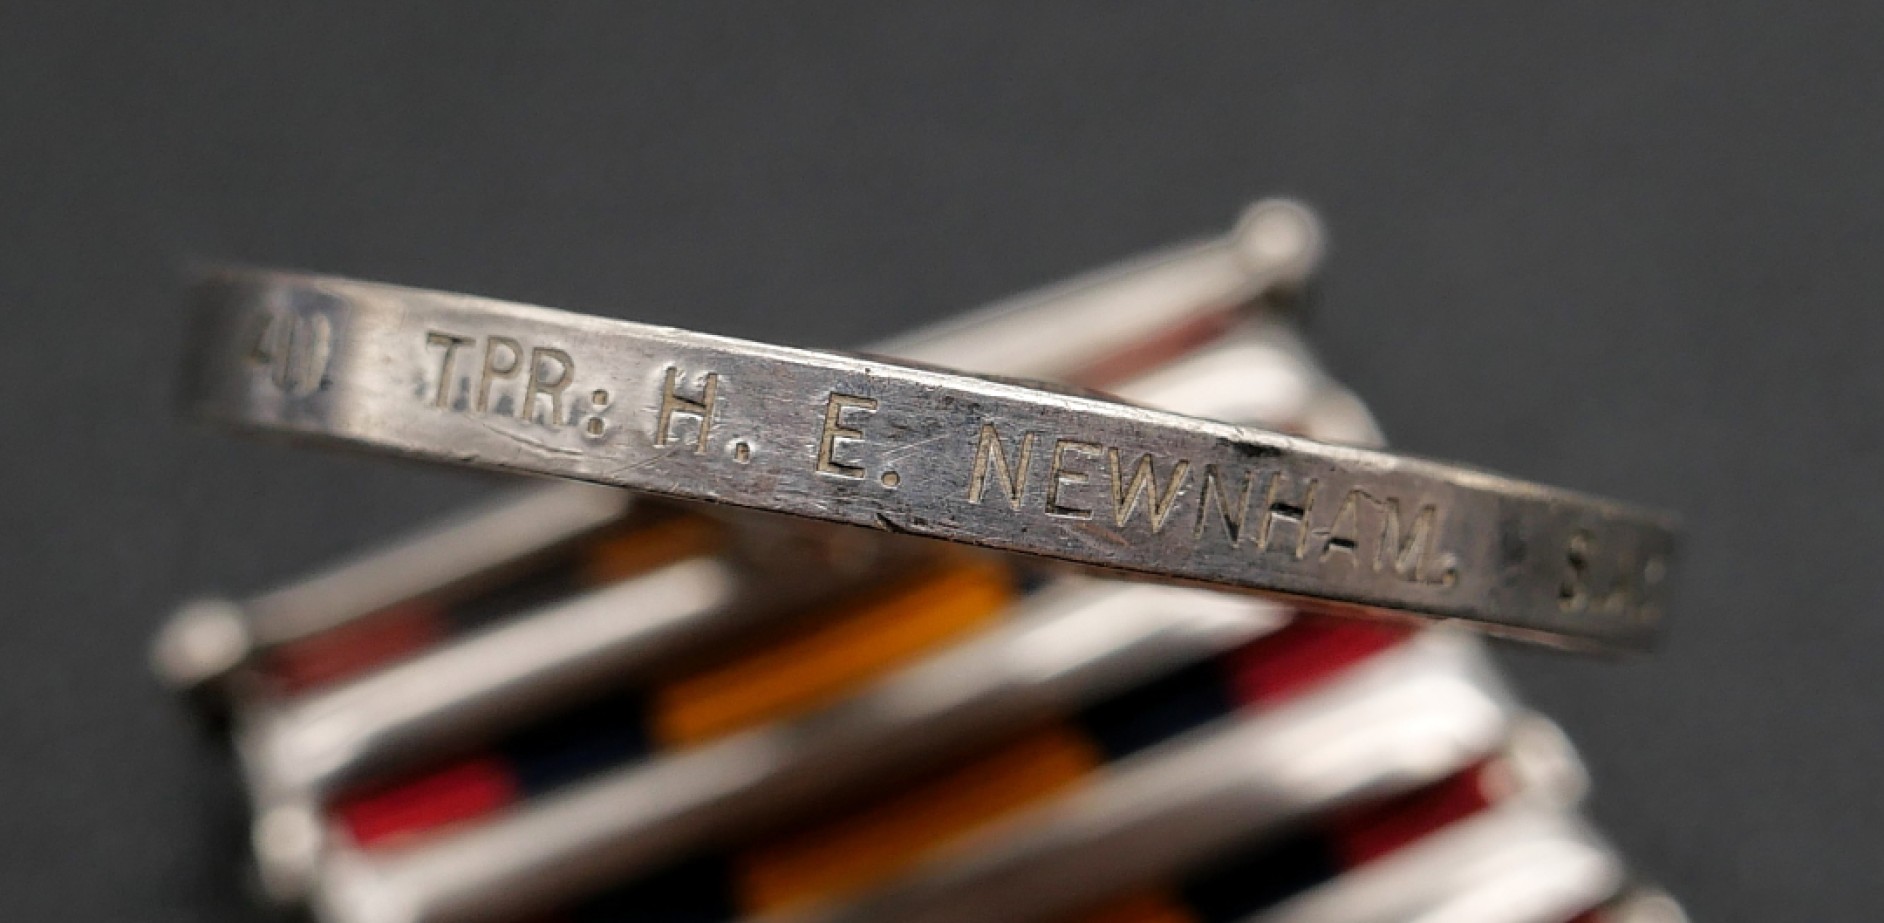 TPR: H. E. NEWNHAM.